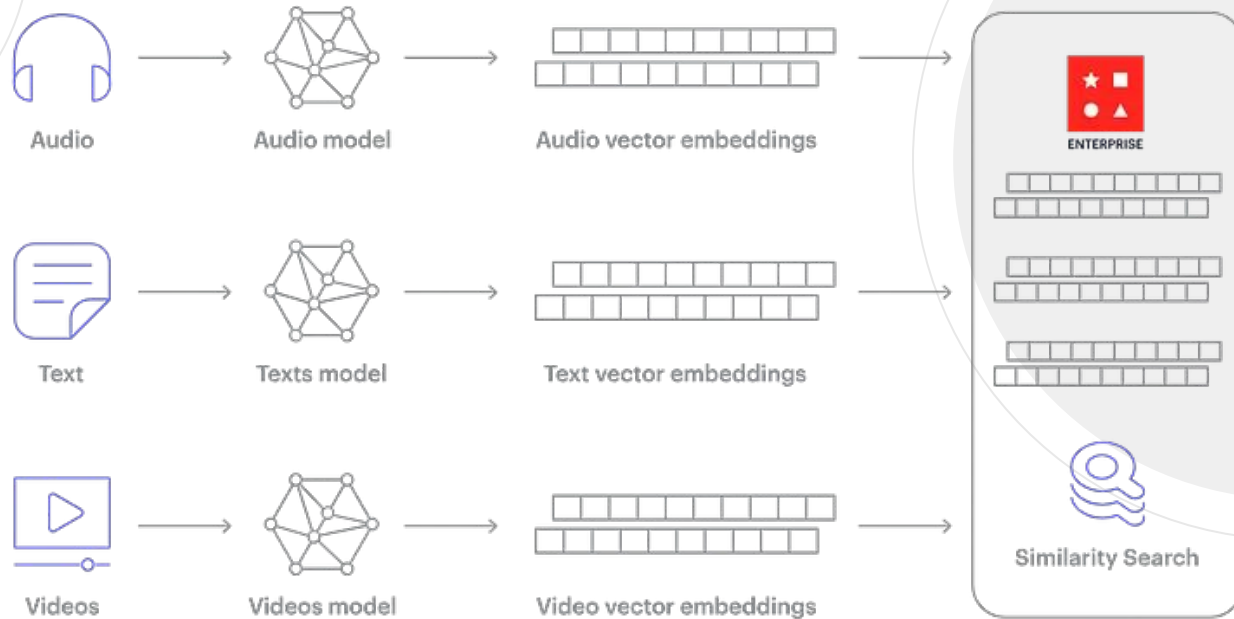 Audio
Audio model
Audio vector embeddings
ENTERPRISE
Text
Texts model
Text vector embeddings
Similarity Search
Videos
Videos model
Video vector embeddings